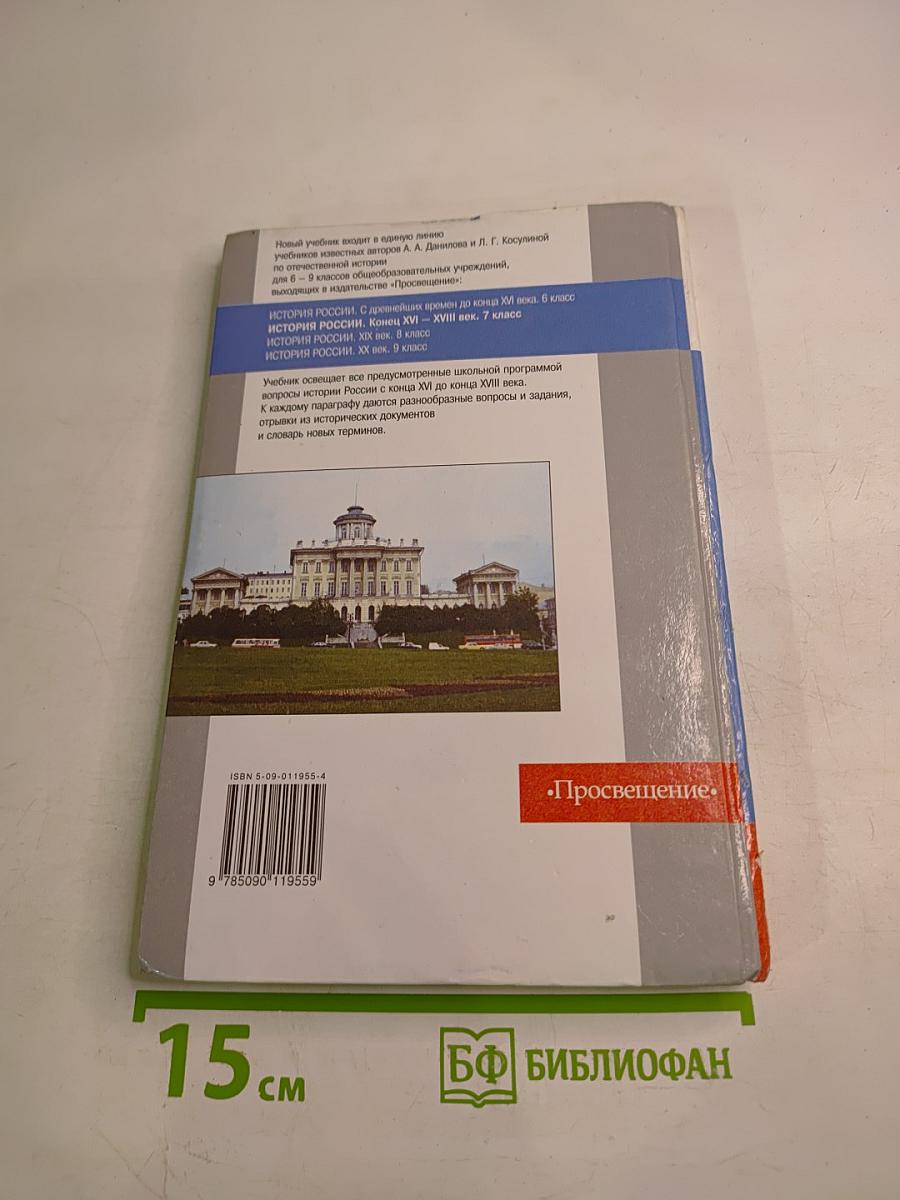 Новый учебник входит в единую линию
учебников известных авторов А. А. Данилова и Л. Г. Косулиной
по отечественной истории
для 6 – 9 классов общеобразовательных учреждений,
выходящих в издательстве «Просвещение»:
ИСТОРИЯ РОССИИ. С древнейших времен до конца XVI века. 6 класс
ИСТОРИЯ РОССИИ. Конец XVI – XVIII век. 7 класс
ИСТОРИЯ РОССИИ. XIX век. 8 класс
ИСТОРИЯ РОССИИ. XX век. 9 класс
Учебник освещает все предусмотренные школьной программой
вопросы истории России с конца XVI до конца XVIII века.
К каждому параграфу даются разнообразные вопросы и задания,
отрывки из исторических документов
и словарь новых терминов.
ISBN 5-09-011955-4
9 785090 119559
•Просвещение•
15 см
БФ БИБЛИОФАН